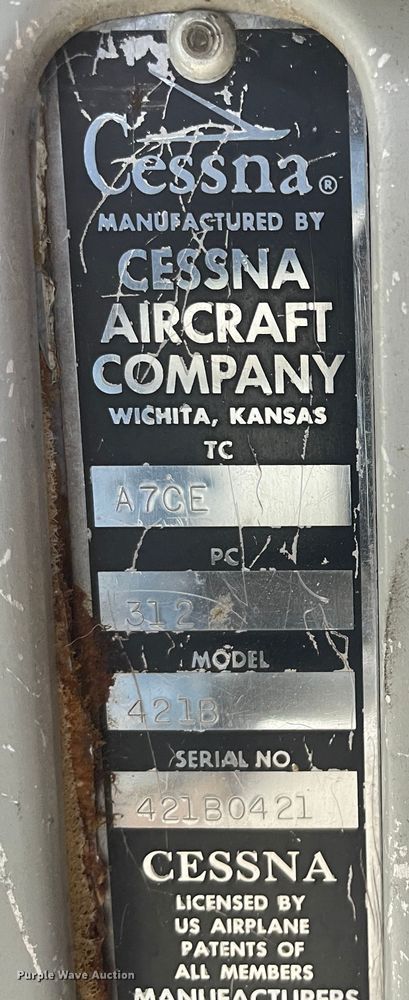 Cessna®
MANUFACTURED BY
CESSNA
AIRCRAFT
COMPANY
WICHITA, KANSAS
TC
A7CE
PC
312
MODEL
421B
SERIAL NO.
421B0421
CESSNA
LICENSED BY
US AIRPLANE
PATENTS OF
ALL MEMBERS
MANUFACTURERS
Purple Wave Auction